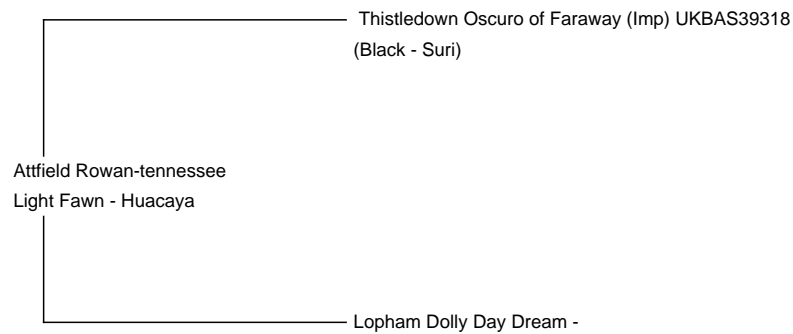 Thistledown Oscuro of Faraway (Imp) UKBAS39318
(Black - Suri)
Attfield Rowan-tennessee
Light Fawn - Huacaya
Lopham Dolly Day Dream -